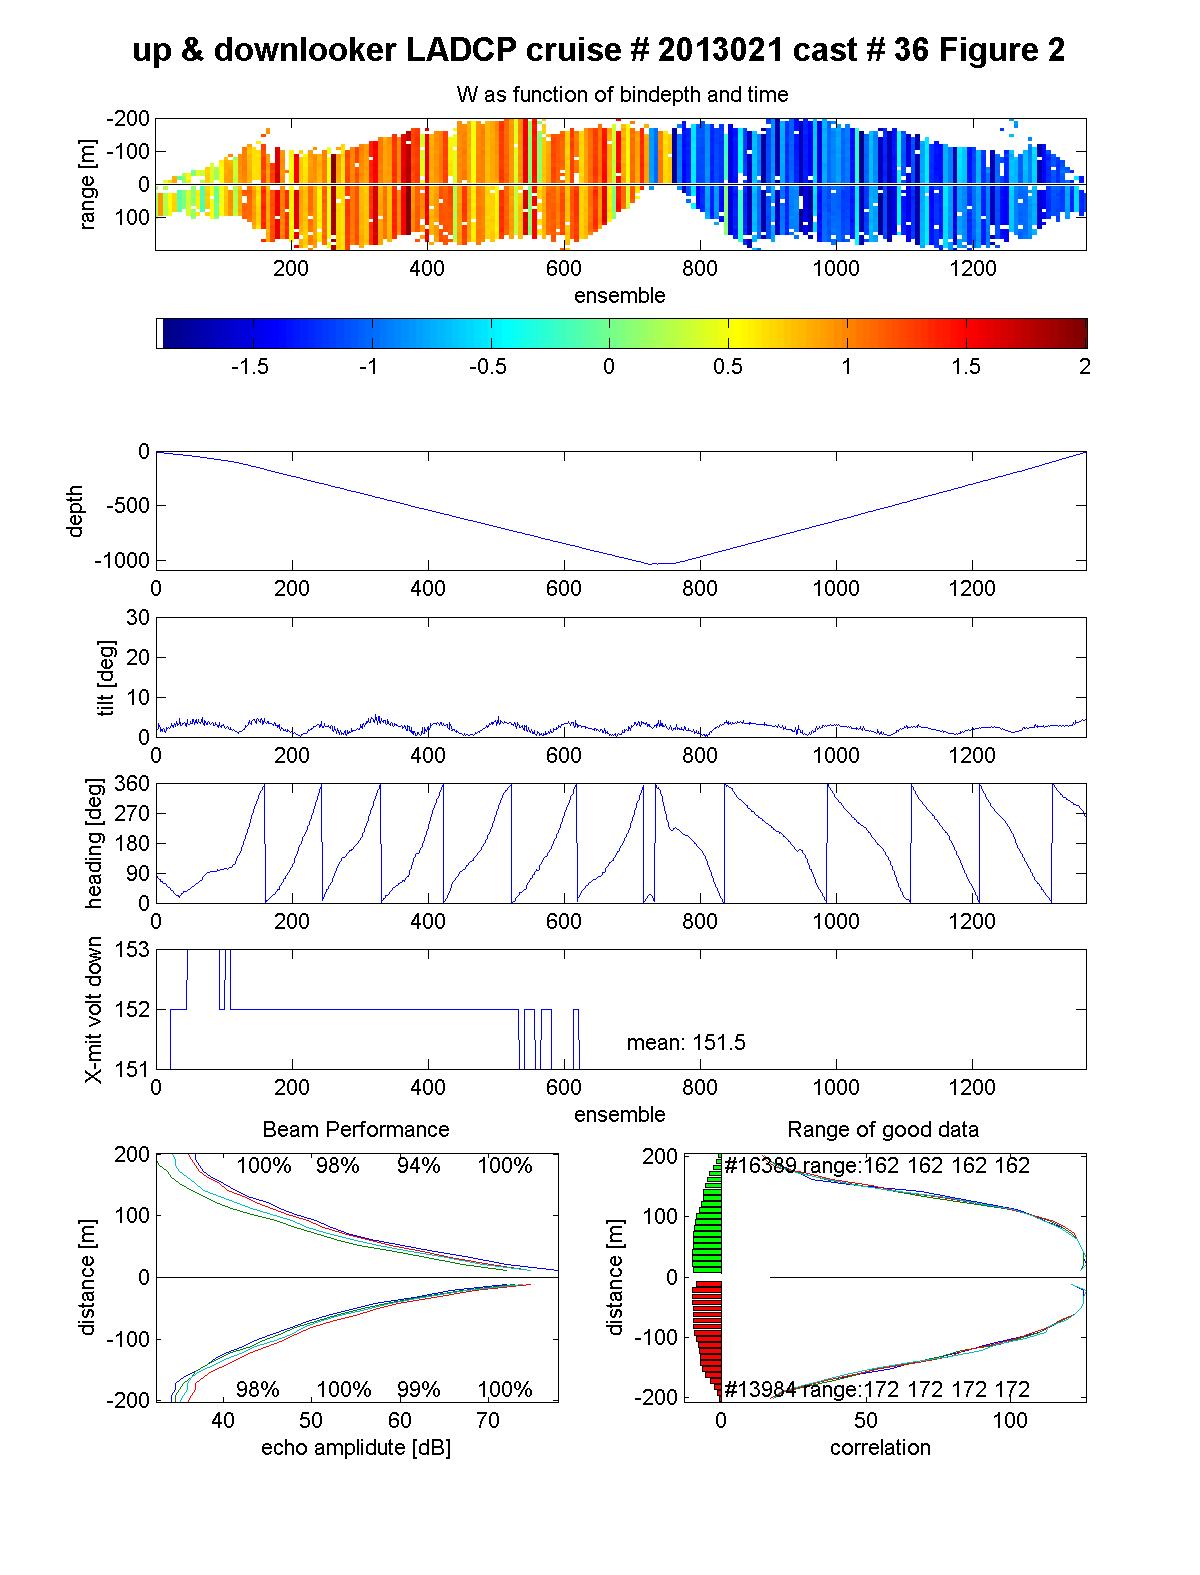 up & downlooker LADCP cruise # 2013021 cast # 36 Figure 2
W as function of bindepth and time
range [m]
-200
-100
0
100
200 400 600 800 1000 1200
ensemble
-1.5 -1 -0.5 0 0.5 1 1.5 2
depth
0
-500
-1000
0 200 400 600 800 1000 1200
tilt [deg]
30
20
10
0
0 200 400 600 800 1000 1200
heading [deg]
360
270
180
90
0
0 200 400 600 800 1000 1200
X-mit volt down
153
152
151
mean: 151.5
0 200 400 600 800 1000 1200
ensemble
Beam Performance
distance [m]
200
100
0
-100
-200
100% 98% 94% 100%
98% 100% 99% 100%
40 50 60 70
echo amplidute [dB]
Range of good data
distance [m]
200
100
0
-100
-200
#16389 range:162 162 162 162
#13984 range:172 172 172 172
0 50 100
correlation